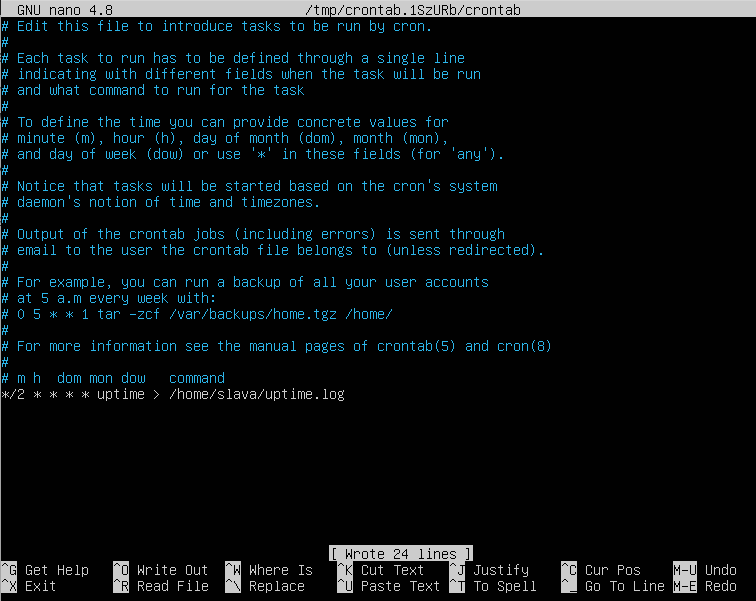 GNU nano 4.8 /tmp/crontab.1SzURb/crontab
# Edit this file to introduce tasks to be run by cron.
#
# Each task to run has to be defined through a single line
# indicating with different fields when the task will be run
# and what command to run for the task
#
# To define the time you can provide concrete values for
# minute (m), hour (h), day of month (dom), month (mon),
# and day of week (dow) or use '*' in these fields (for 'any').
#
# Notice that tasks will be started based on the cron's system
# daemon's notion of time and timezones.
#
# Output of the crontab jobs (including errors) is sent through
# email to the user the crontab file belongs to (unless redirected).
#
# For example, you can run a backup of all your user accounts
# at 5 a.m every week with:
# 0 5 * * 1 tar -zcf /var/backups/home.tgz /home/
#
# For more information see the manual pages of crontab(5) and cron(8)
#
# m h  dom mon dow   command
*/2 * * * * uptime > /home/slava/uptime.log
[ Wrote 24 lines ]
^G Get Help ^O Write Out ^W Where Is ^K Cut Text ^J Justify ^C Cur Pos M-U Undo
^X Exit ^R Read File ^\ Replace ^U Paste Text ^T To Spell ^_ Go To Line M-E Redo